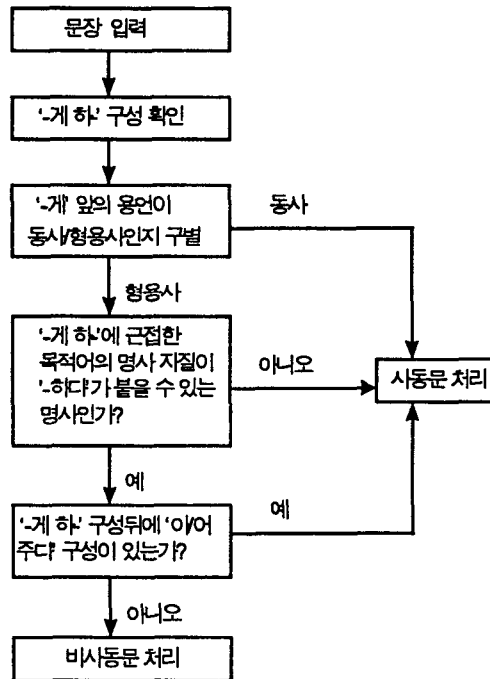 문장 입력
'-게 하-' 구성 확인
'-게' 앞의 용언이
동사/형용사인지 구별
동사
형용사
'-게 하-'에 근접한
목적어의 명사 자질이
'-하다'가 붙을 수 있는
명사인가?
아니오
사동문 처리
예
'-게 하-' 구성뒤에 '아/어
주다' 구성이 있는가?
예
아니오
비사동문 처리